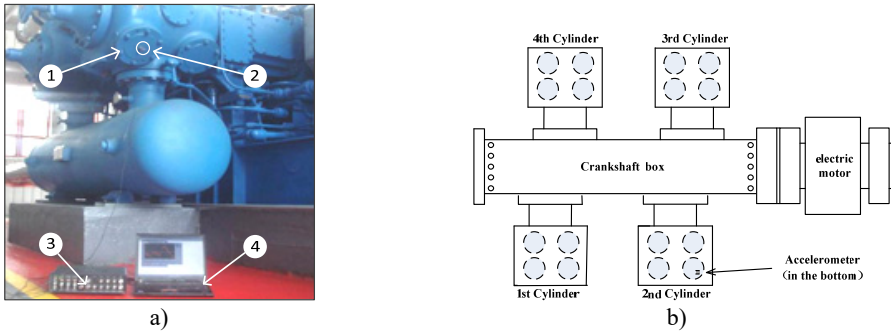 1
2
3
4
a)
4th Cylinder
3rd Cylinder
Crankshaft box
electric
motor
1st Cylinder
2nd Cylinder
Accelerometer
(in the bottom)
b)